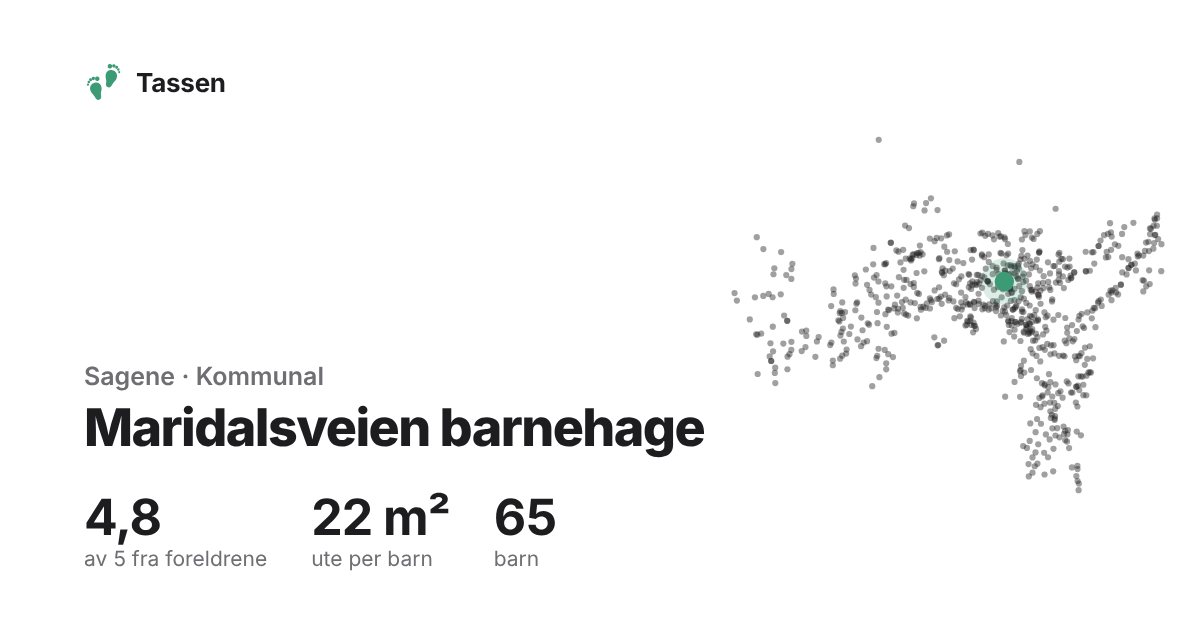 Tassen
Sagene · Kommunal
Maridalsveien barnehage
4,8
av 5 fra foreldrene
22 m²
ute per barn
65
barn